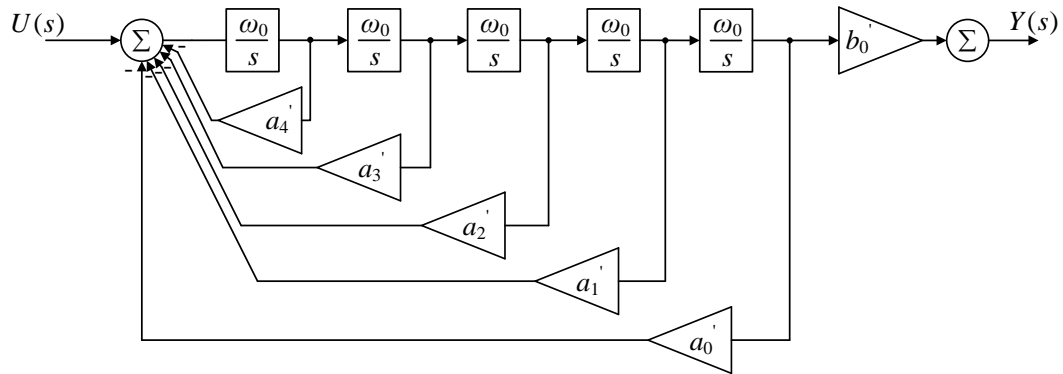 U(s) Σ ω₀/s ω₀/s ω₀/s ω₀/s ω₀/s b₀' Σ Y(s)
- - - - -
a₄'
a₃'
a₂'
a₁'
a₀'